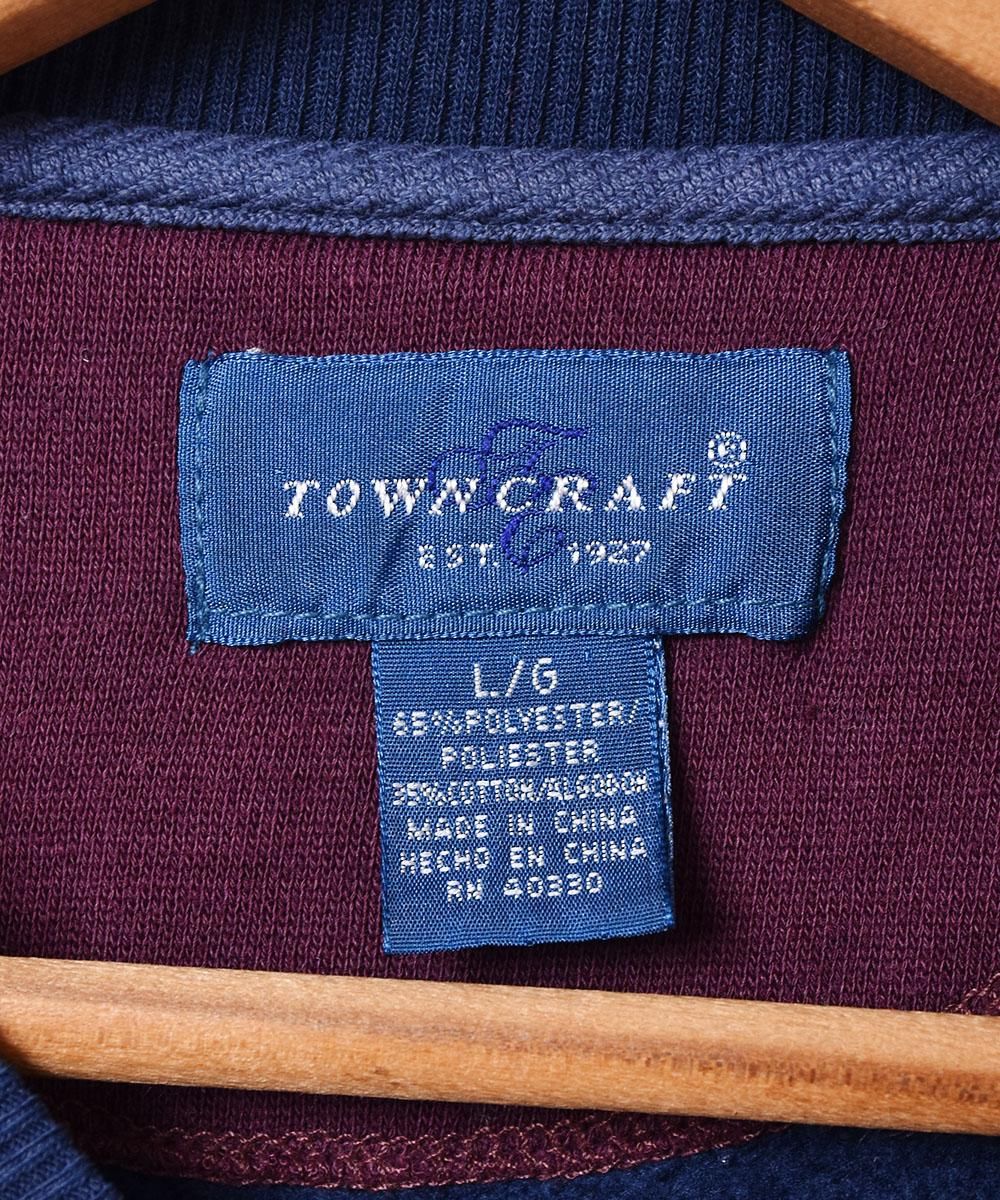 TOWNCRAFT®
EST. 1927
L/G
65%POLYESTER/
POLIESTER
35%COTTON/ALGODON
MADE IN CHINA
HECHO EN CHINA
RN 40330